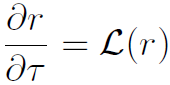 ∂r/∂τ = 𝓛(r)